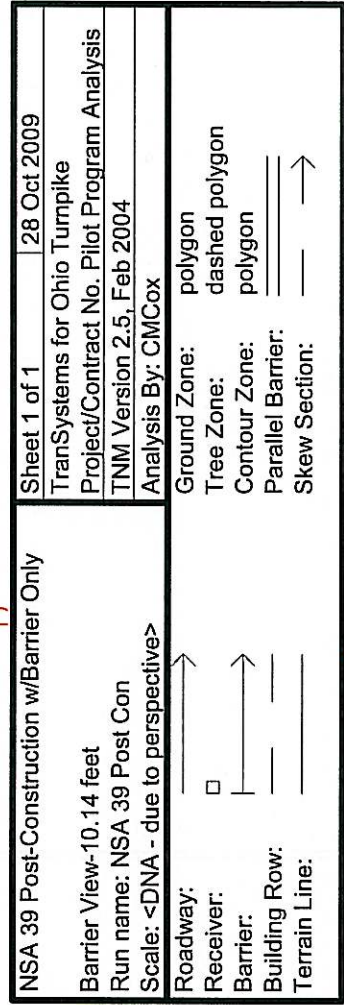 NSA 39 Post-Construction w/Barrier Only
Barrier View-10.14 feet
Run name: NSA 39 Post Con
Scale: <DNA - due to perspective>
Sheet 1 of 1
28 Oct 2009
TranSystems for Ohio Turnpike
Project/Contract No. Pilot Program Analysis
TNM Version 2.5, Feb 2004
Analysis By: CMCox
Roadway:
Receiver:
Barrier:
Building Row:
Terrain Line:
Ground Zone: polygon
Tree Zone: dashed polygon
Contour Zone: polygon
Parallel Barrier:
Skew Section: